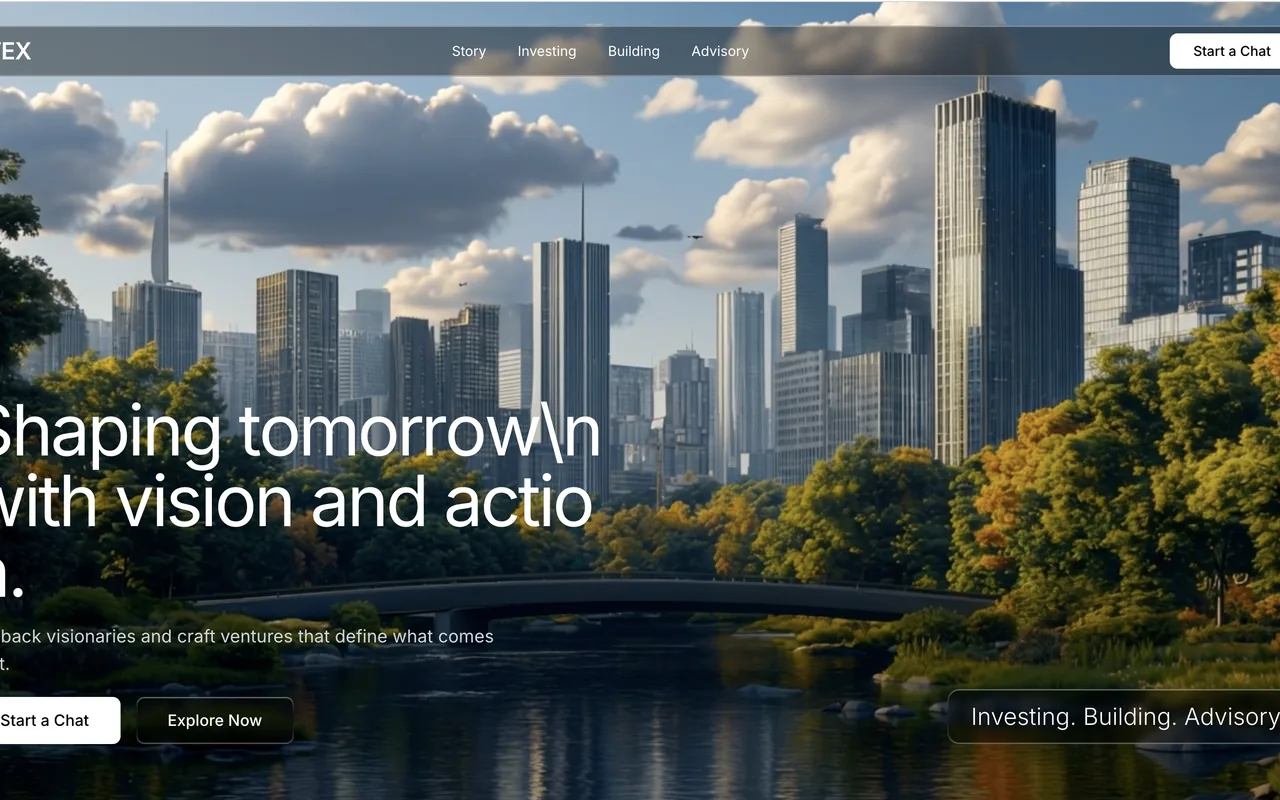 EX
Story Investing Building Advisory
Start a Chat
Shaping tomorrow\n
with vision and actio
n.
back visionaries and craft ventures that define what comes
t.
Start a Chat
Explore Now
Investing. Building. Advisory